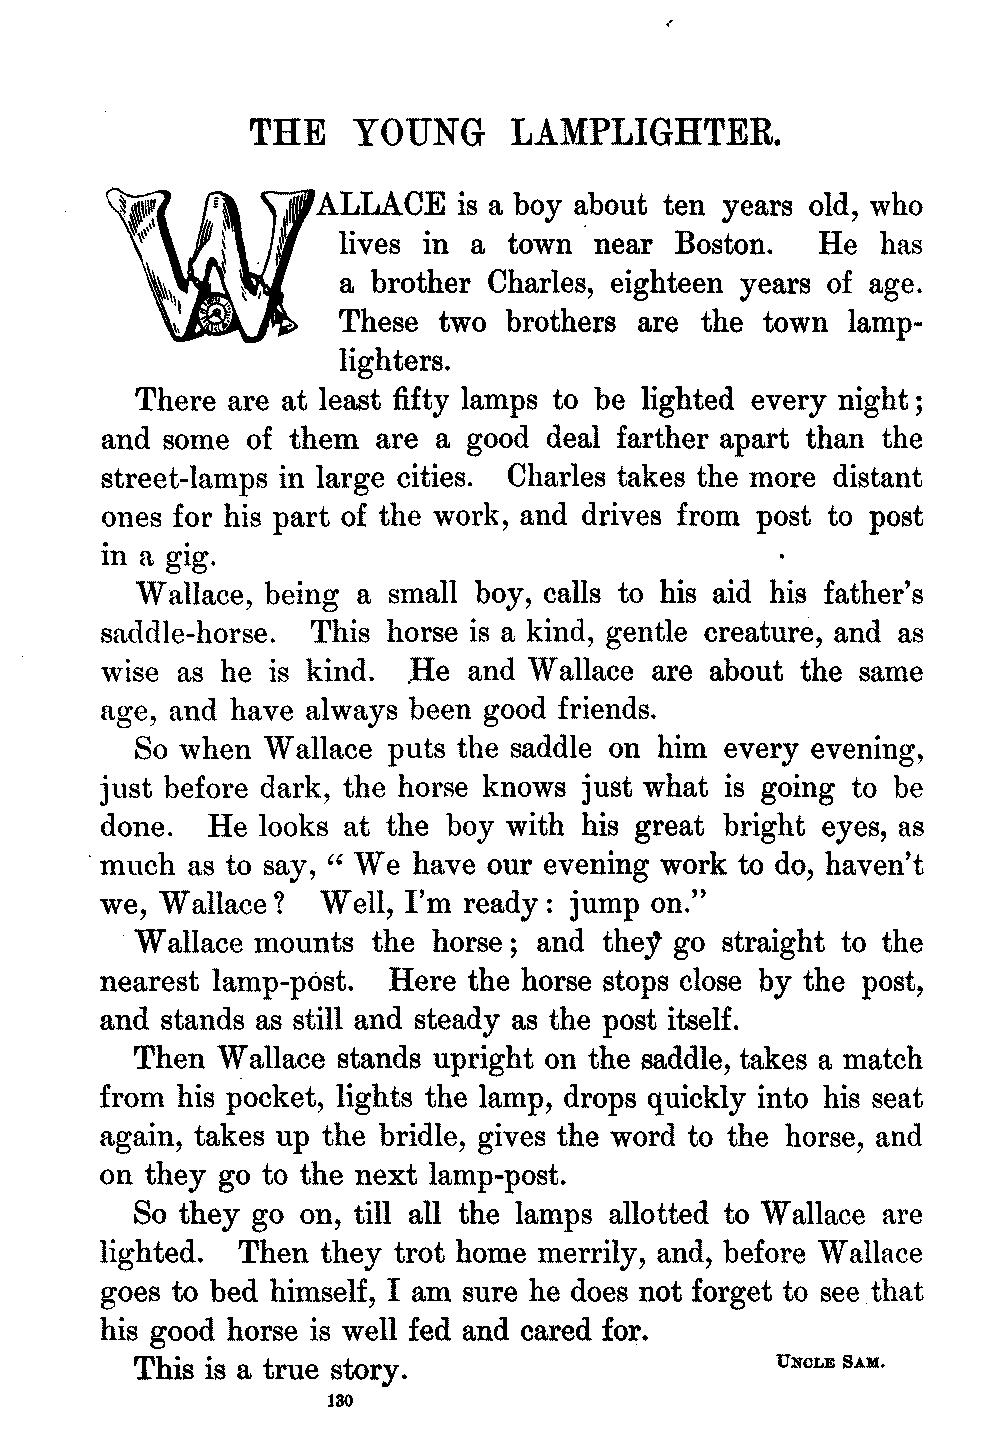 THE YOUNG LAMPLIGHTER.
WALLACE is a boy about ten years old, who
lives in a town near Boston. He has
a brother Charles, eighteen years of age.
These two brothers are the town lamp-
lighters.
There are at least fifty lamps to be lighted every night;
and some of them are a good deal farther apart than the
street-lamps in large cities. Charles takes the more distant
ones for his part of the work, and drives from post to post
in a gig.
Wallace, being a small boy, calls to his aid his father's
saddle-horse. This horse is a kind, gentle creature, and as
wise as he is kind. He and Wallace are about the same
age, and have always been good friends.
So when Wallace puts the saddle on him every evening,
just before dark, the horse knows just what is going to be
done. He looks at the boy with his great bright eyes, as
much as to say, “ We have our evening work to do, haven't
we, Wallace? Well, I'm ready: jump on.”
Wallace mounts the horse; and they go straight to the
nearest lamp-post. Here the horse stops close by the post,
and stands as still and steady as the post itself.
Then Wallace stands upright on the saddle, takes a match
from his pocket, lights the lamp, drops quickly into his seat
again, takes up the bridle, gives the word to the horse, and
on they go to the next lamp-post.
So they go on, till all the lamps allotted to Wallace are
lighted. Then they trot home merrily, and, before Wallace
goes to bed himself, I am sure he does not forget to see that
his good horse is well fed and cared for.
This is a true story. UNCLE SAM.
130